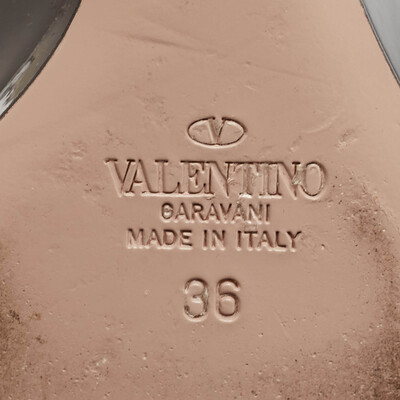 V
VALENTINO
GARAVANI
MADE IN ITALY
36